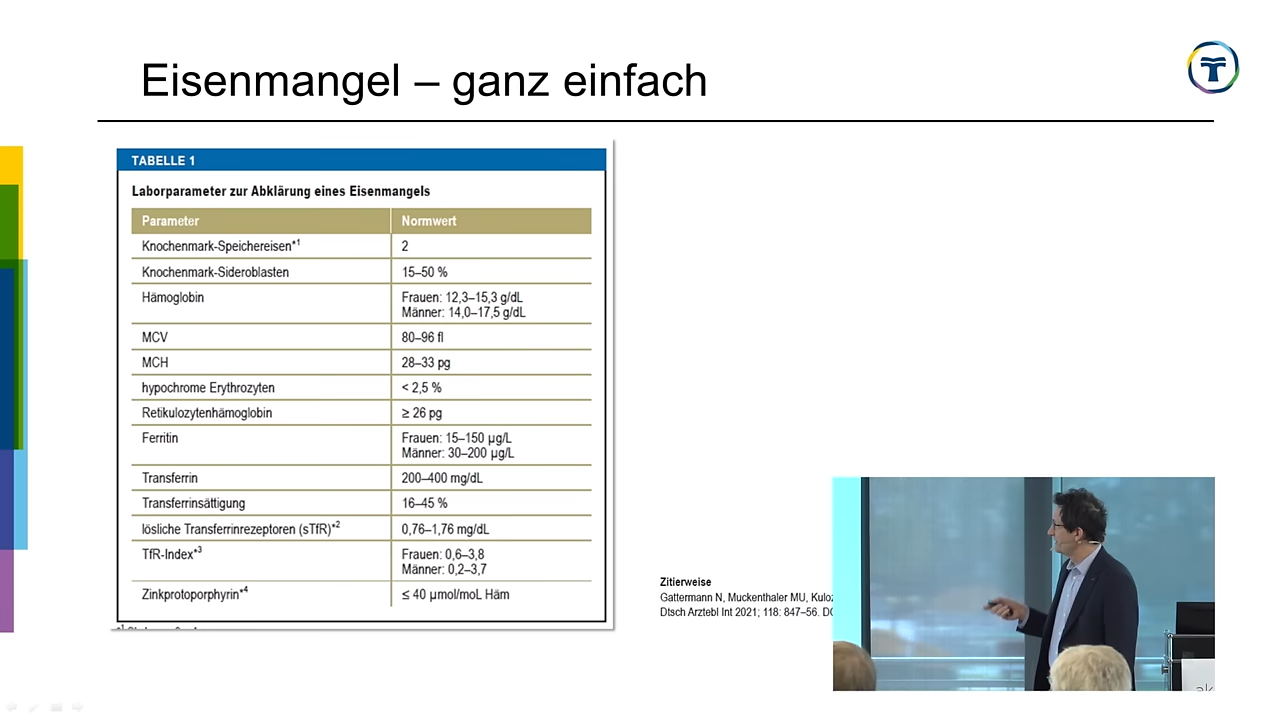 Eisenmangel – ganz einfach
TABELLE 1
Laborparameter zur Abklärung eines Eisenmangels
Parameter Normwert
Knochenmark-Speichereisen*1 2
Knochenmark-Sideroblasten 15–50 %
Hämoglobin Frauen: 12,3–15,3 g/dL
Männer: 14,0–17,5 g/dL
MCV 80–96 fl
MCH 28–33 pg
hypochrome Erythrozyten < 2,5 %
Retikulozytenhämoglobin ≥ 26 pg
Ferritin Frauen: 15–150 µg/L
Männer: 30–200 µg/L
Transferrin 200–400 mg/dL
Transferrinsättigung 16–45 %
lösliche Transferrinrezeptoren (sTfR)*2 0,76–1,76 mg/dL
TfR-Index*3 Frauen: 0,6–3,8
Männer: 0,2–3,7
Zinkprotoporphyrin*4 ≤ 40 µmol/moL Häm
Zitierweise
Gattermann N, Muckenthaler MU, Kuloz
Dtsch Arztebl Int 2021; 118: 847–56. DO
ak